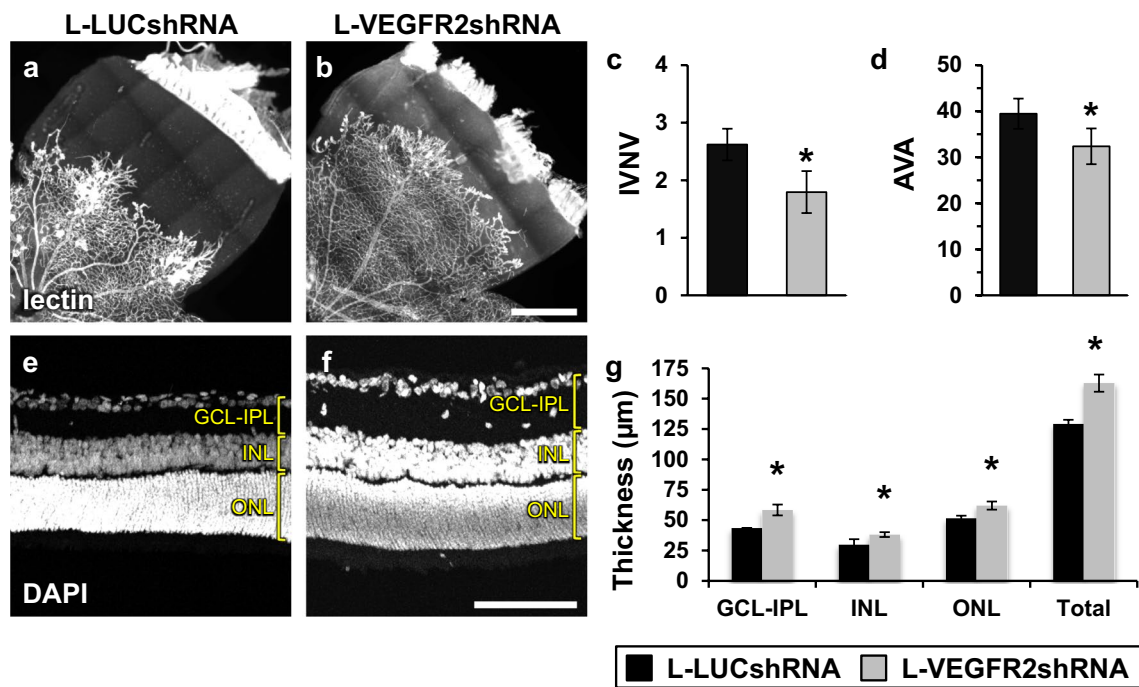 L-LUCshRNA
L-VEGFR2shRNA
a
lectin
b
c
IVNV
4
3
2
1
0
*
d
AVA
50
40
30
20
10
0
*
e
GCL-IPL
INL
ONL
DAPI
f
GCL-IPL
INL
ONL
g
Thickness (µm)
175
150
125
100
75
50
25
0
*
*
*
*
GCL-IPL INL ONL Total
L-LUCshRNA L-VEGFR2shRNA